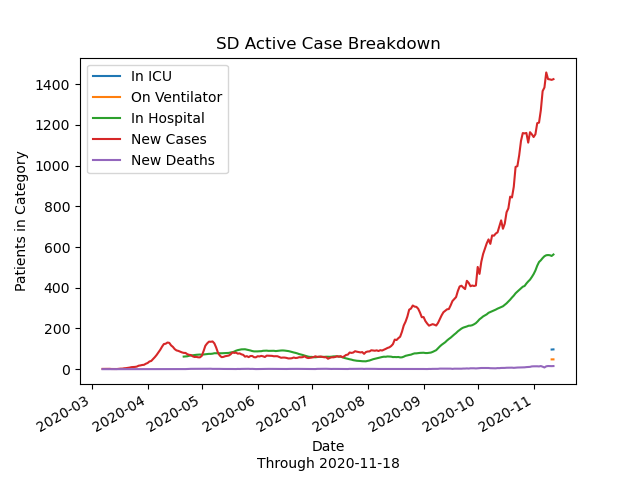 SD Active Case Breakdown
In ICU
On Ventilator
In Hospital
New Cases
New Deaths
Patients in Category
1400
1200
1000
800
600
400
200
0
2020-03
2020-04
2020-05
2020-06
2020-07
2020-08
2020-09
2020-10
2020-11
Date
Through 2020-11-18